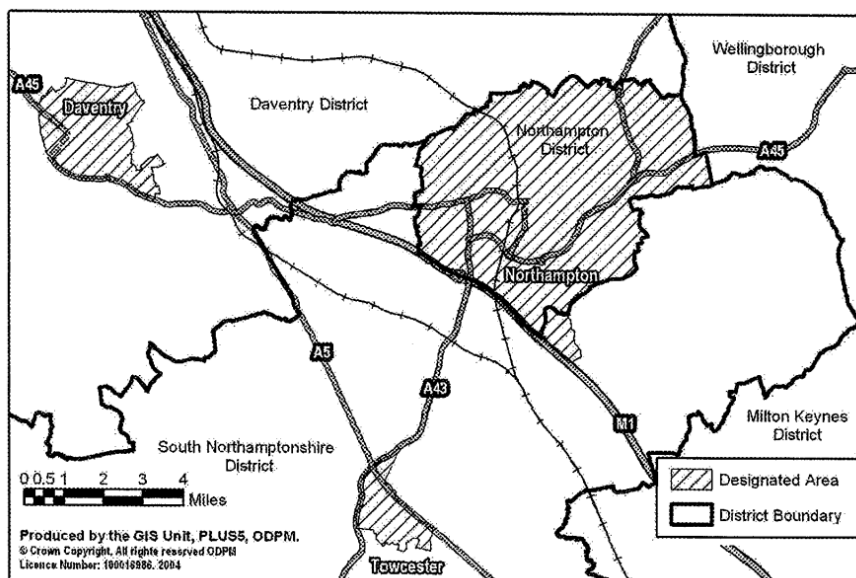 Wellingborough
District
A45
Daventry
Daventry District
Northampton
District
A45
Northampton
A5
A43
M1
Milton Keynes
District
South Northamptonshire
District
0 0.5 1 2 3 4
Miles
Designated Area
District Boundary
Produced by the GIS Unit, PLUS5, ODPM.
© Crown Copyright, All rights reserved ODPM
Licence Number: 100018986, 2004
Towcester